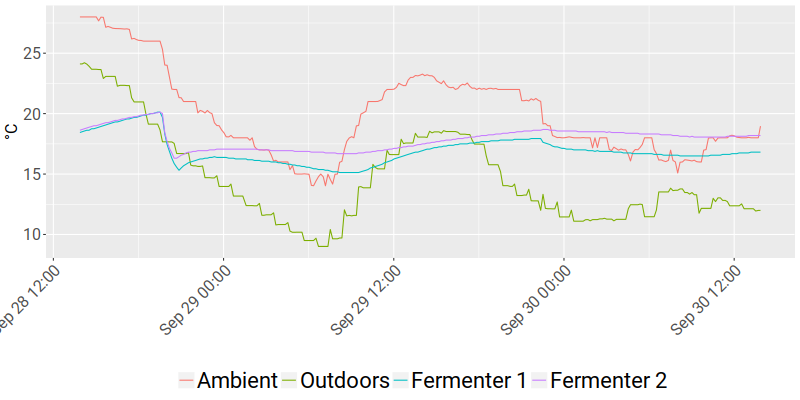 °C
25
20
15
10
Sep 28 12:00
Sep 29 00:00
Sep 29 12:00
Sep 30 00:00
Sep 30 12:00
Ambient Outdoors Fermenter 1 Fermenter 2